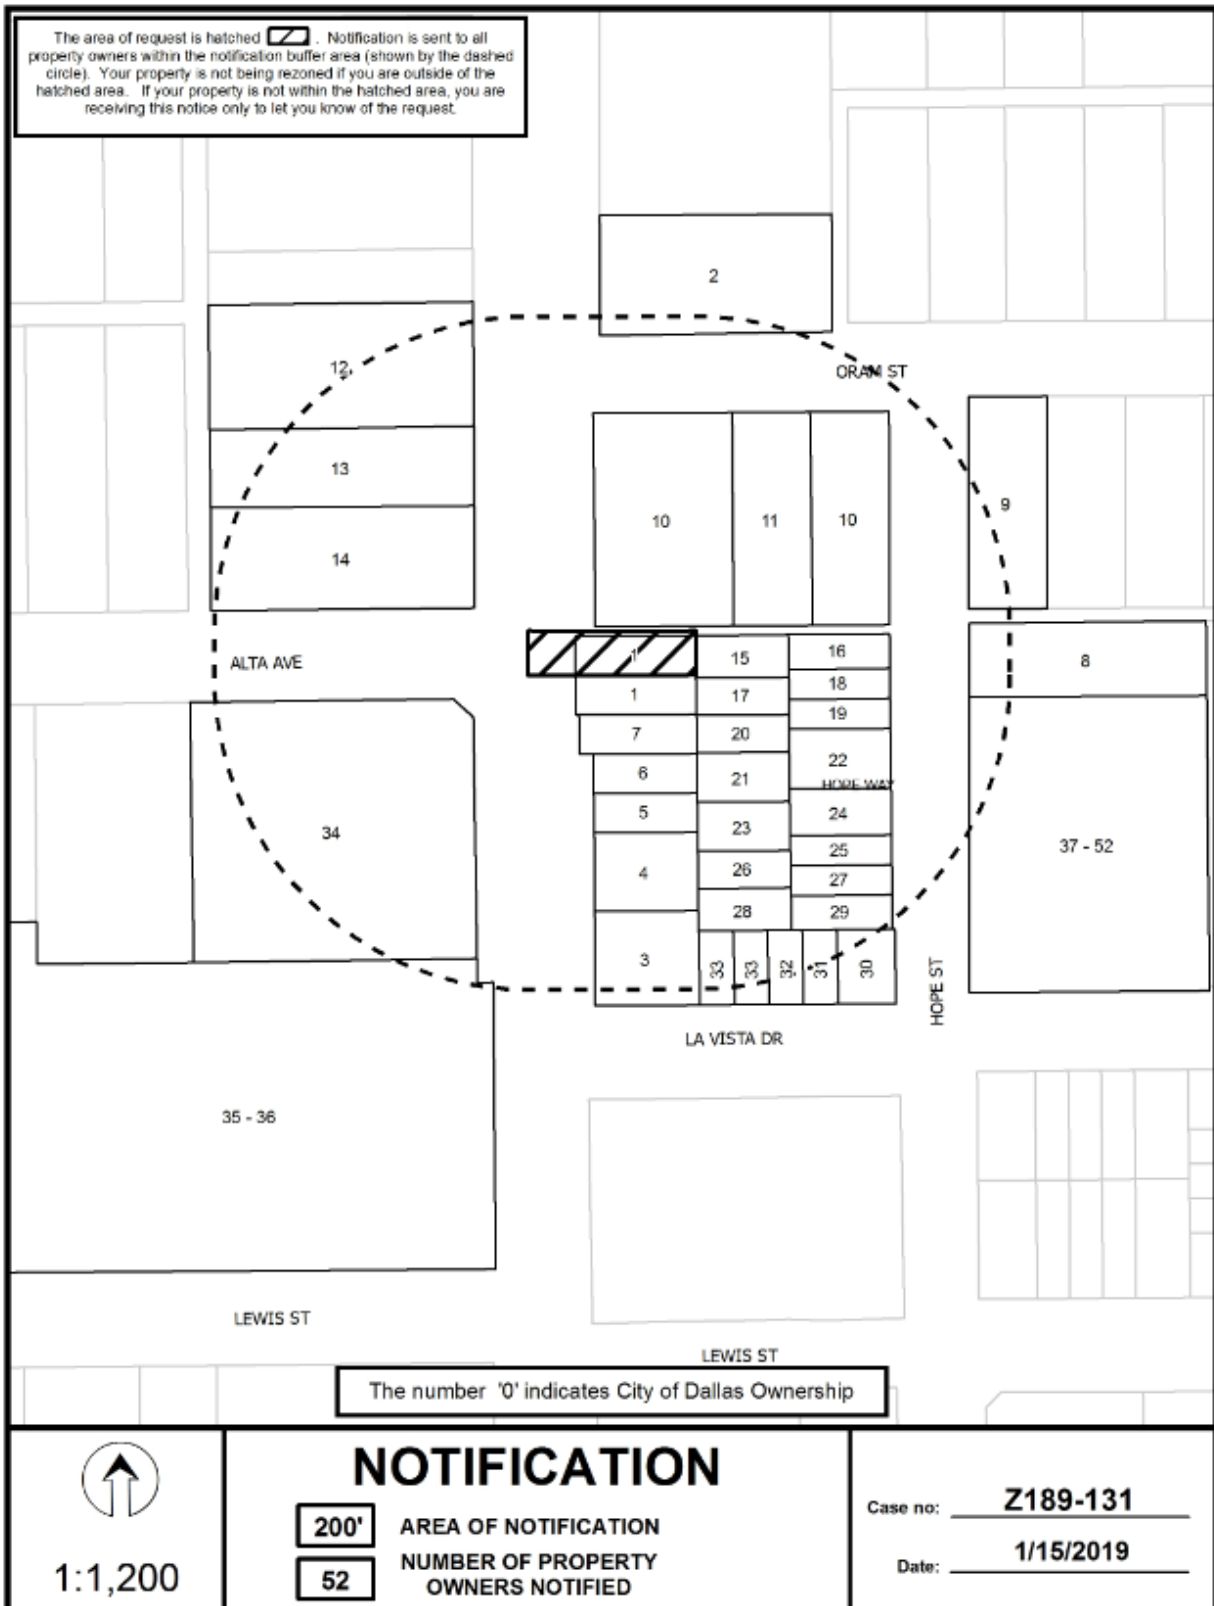 The area of request is hatched . Notification is sent to all
property owners within the notification buffer area (shown by the dashed
circle). Your property is not being rezoned if you are outside of the
hatched area. If your property is not within the hatched area, you are
receiving this notice only to let you know of the request.
2
12
ORAM ST
13
9
10
11
10
14
1
15
16
ALTA AVE
8
1
17
18
19
7
20
22
6
21
HOPE WAY
5
23
24
34
25
37 - 52
4
26
27
28
29
3
33
33
32
31
30
HOPE ST
LA VISTA DR
35 - 36
LEWIS ST
LEWIS ST
The number '0' indicates City of Dallas Ownership
1:1,200
NOTIFICATION
200' AREA OF NOTIFICATION
52 NUMBER OF PROPERTY
OWNERS NOTIFIED
Case no: Z189-131
Date: 1/15/2019